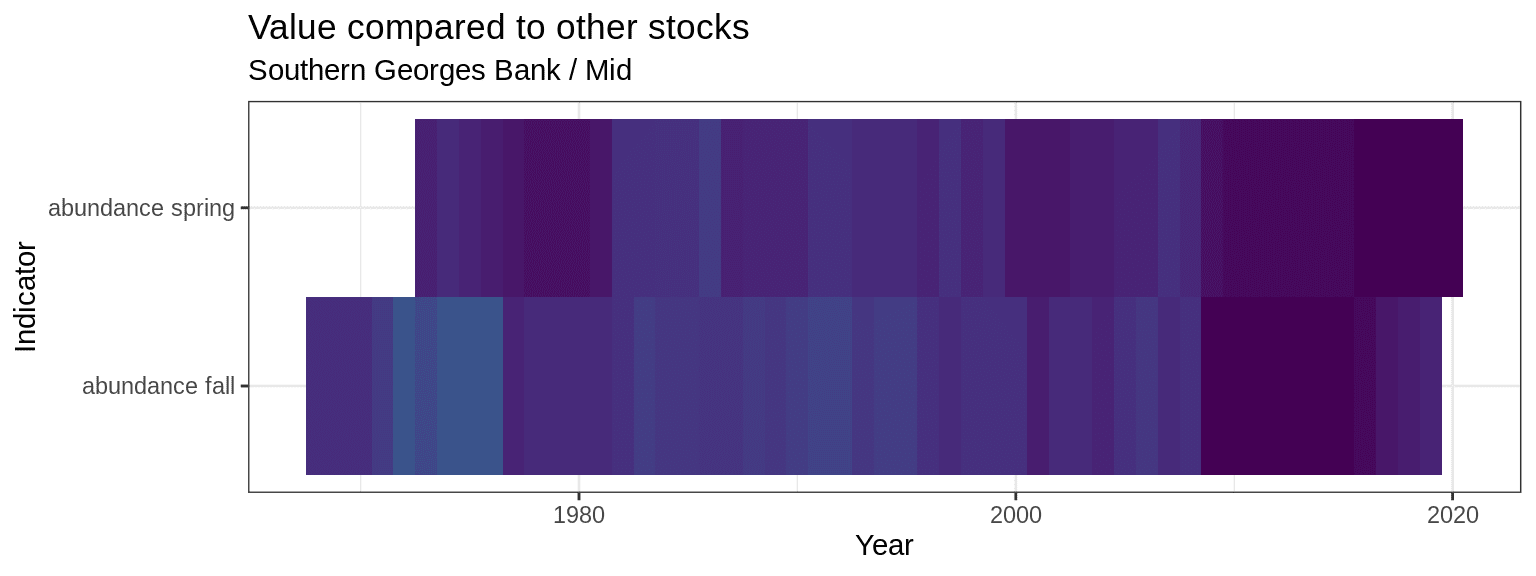 Value compared to other stocks
Southern Georges Bank / Mid
abundance spring
abundance fall
Indicator
1980
2000
2020
Year